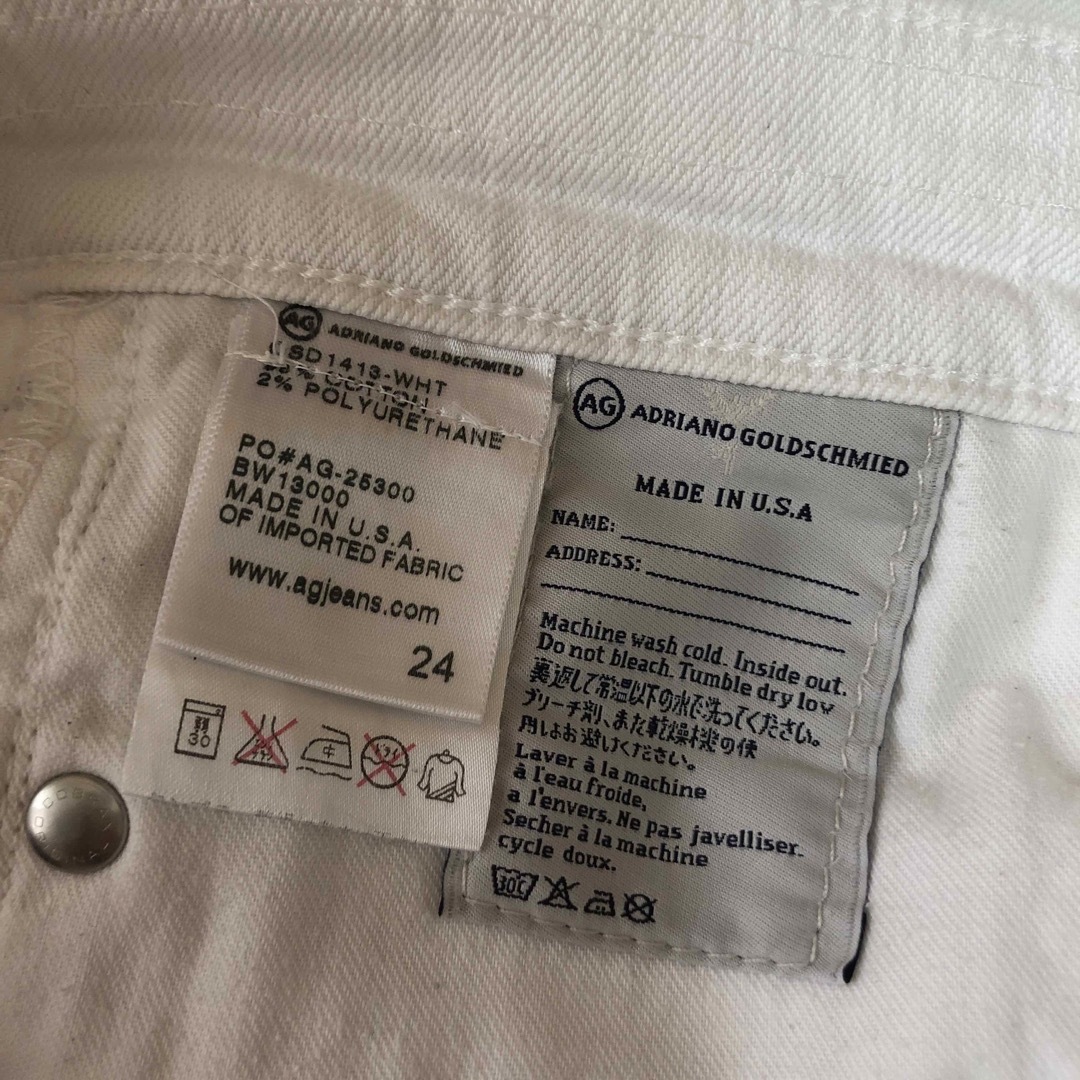 AG ADRIANO GOLDSCHMIED
SD1413-WHT
98% COTTON
2% POLYURETHANE
PO#AG-25300
BW13000
MADE IN U.S.A.
OF IMPORTED FABRIC
www.agjeans.com
24
30
AG ADRIANO GOLDSCHMIED
MADE IN U.S.A
NAME:
ADDRESS:
Machine wash cold. Inside out.
Do not bleach. Tumble dry low
裏返して常温以下の水で洗ってください。
ブリーチ剤、また乾燥機の使
用しお避けください。
Laver à la machine
à l'eau froide,
a l'envers. Ne pas javelliser.
Secher à la machine
cycle doux.
30C